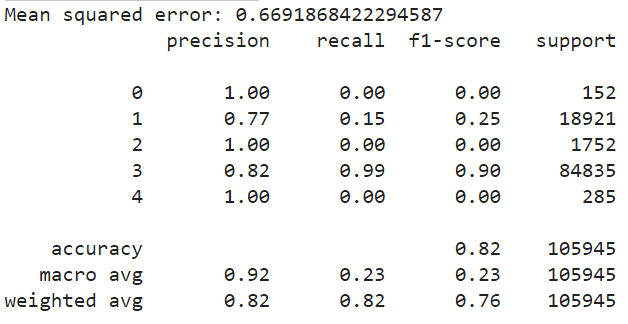 Mean squared error: 0.6691868422294587
precision recall f1-score support
0 1.00 0.00 0.00 152
1 0.77 0.15 0.25 18921
2 1.00 0.00 0.00 1752
3 0.82 0.99 0.90 84835
4 1.00 0.00 0.00 285
accuracy 0.82 105945
macro avg 0.92 0.23 0.23 105945
weighted avg 0.82 0.82 0.76 105945